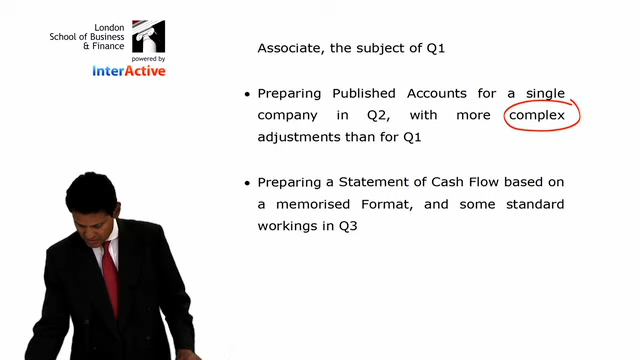 London
School of Business
& Finance
powered by
InterActive
Associate, the subject of Q1
• Preparing Published Accounts for a single
company in Q2, with more complex
adjustments than for Q1
• Preparing a Statement of Cash Flow based on
a memorised Format, and some standard
workings in Q3